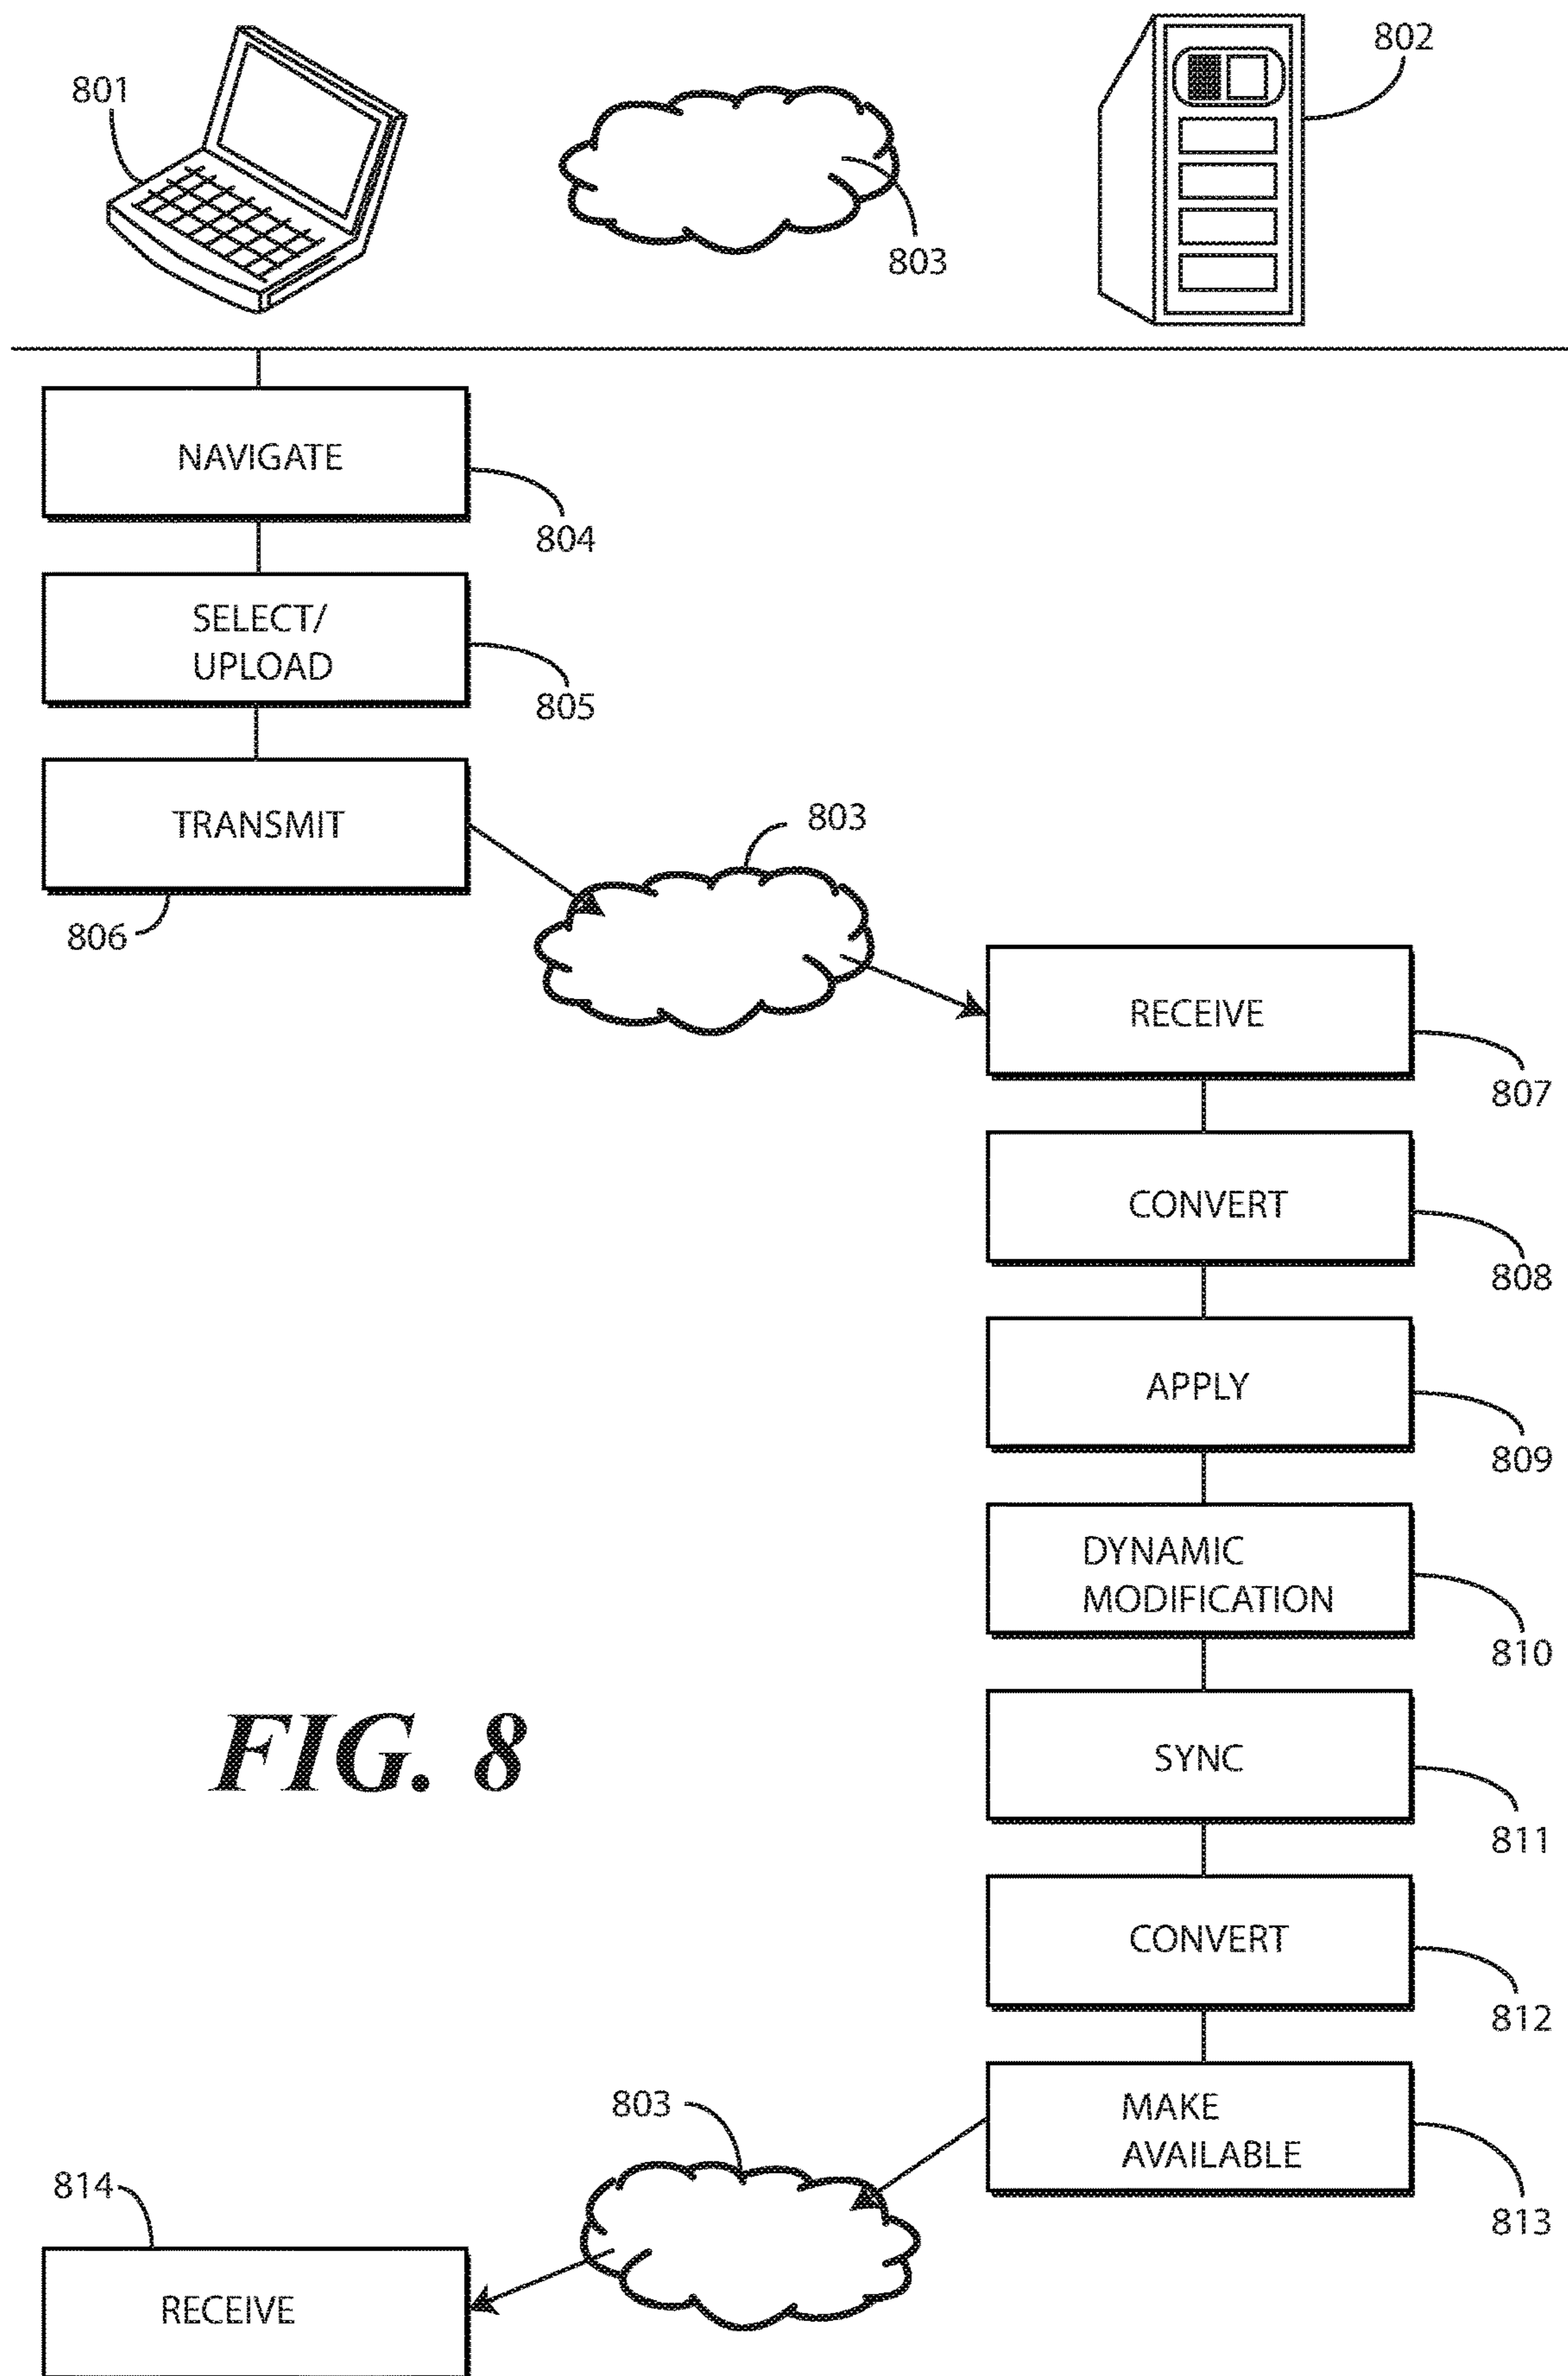 801
802
803
NAVIGATE
804
SELECT/
UPLOAD
805
TRANSMIT
803
806
RECEIVE
807
CONVERT
808
APPLY
809
DYNAMIC
MODIFICATION
810
FIG. 8
SYNC
811
CONVERT
812
MAKE
AVAILABLE
803
813
814
RECEIVE